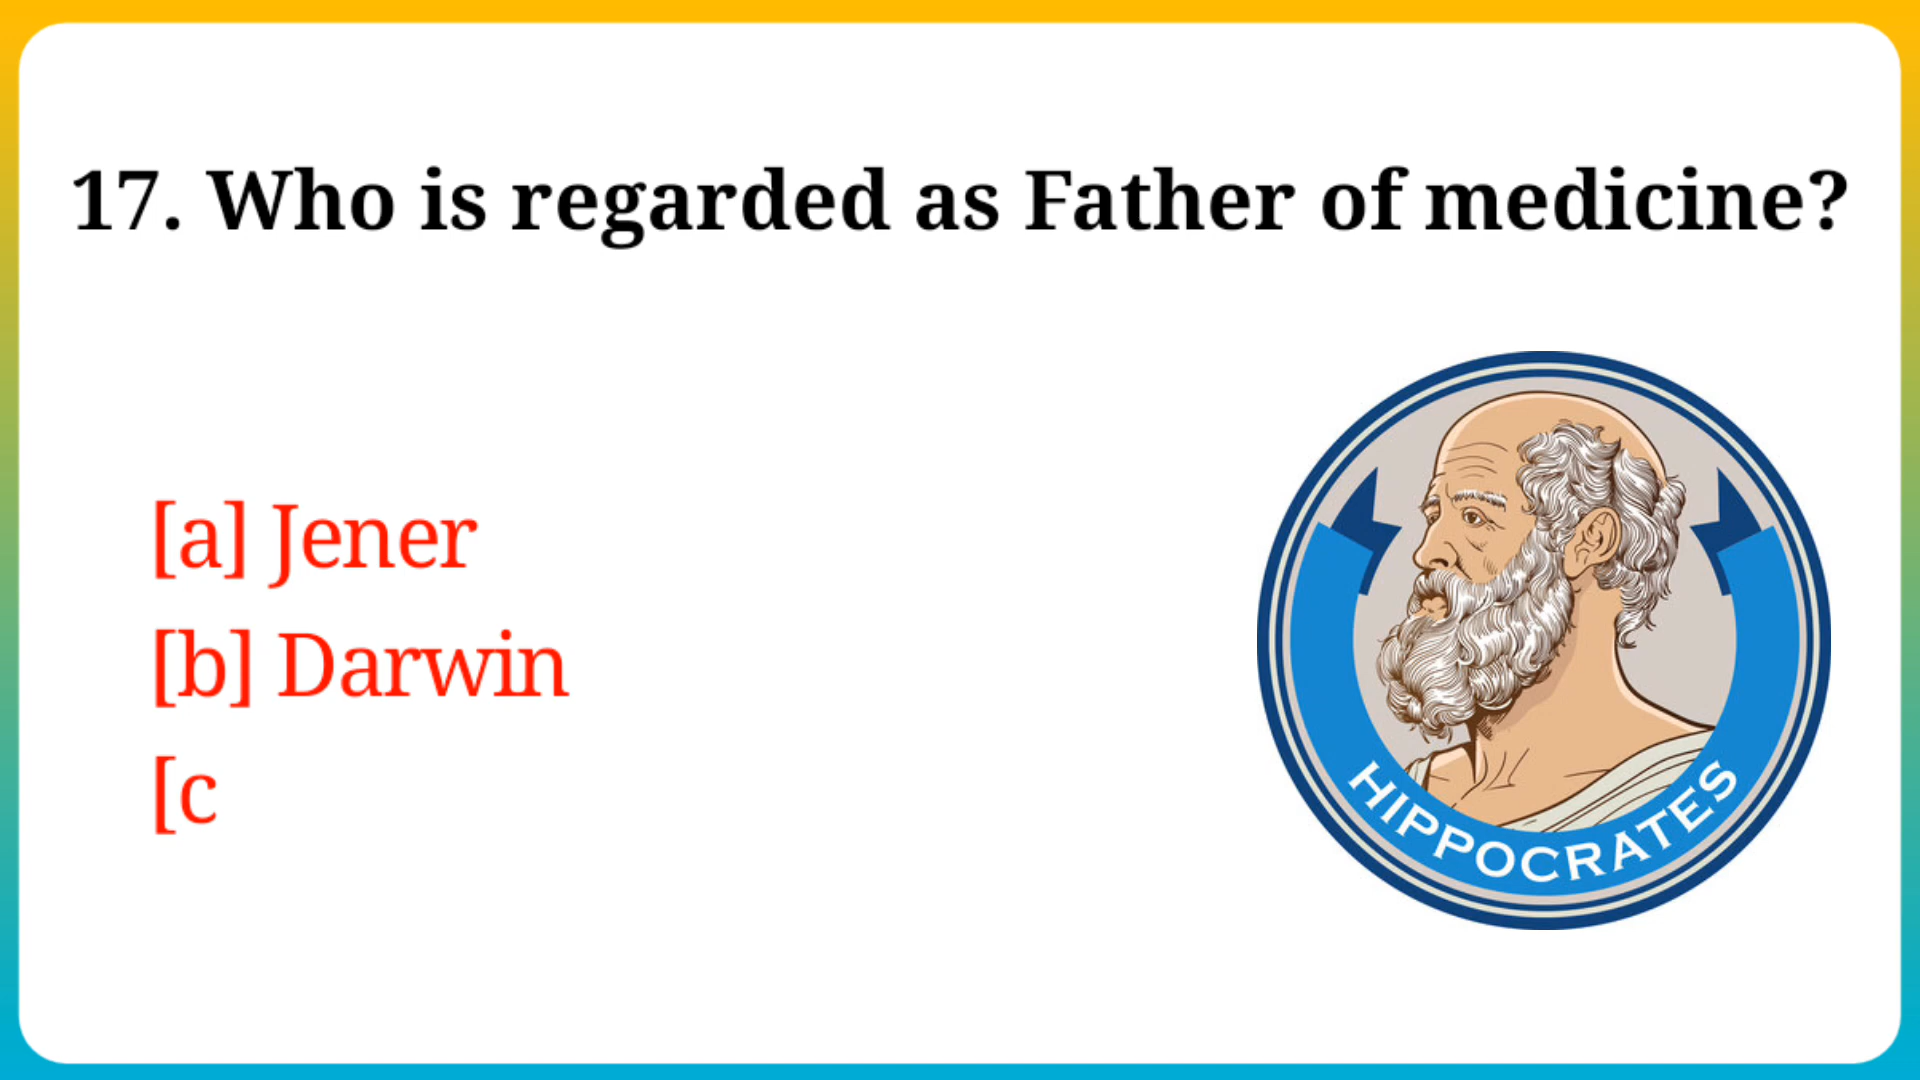 17. Who is regarded as Father of medicine?
[a] Jener
[b] Darwin
[c
HIPPOCRATES